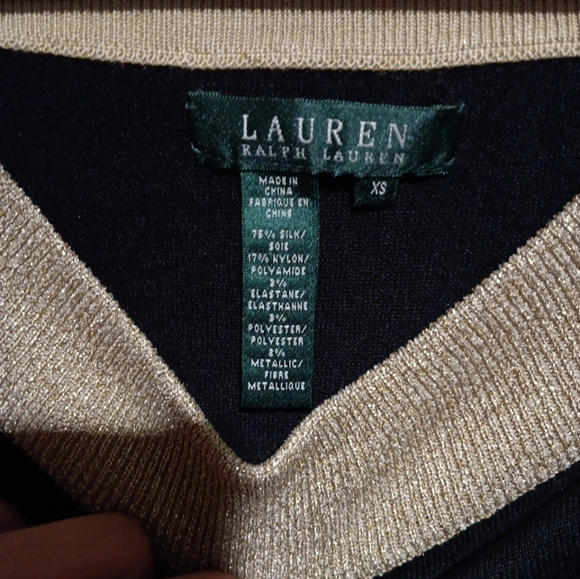 LAUREN
RALPH LAUREN
XS
MADE IN
CHINA
FABRIQUE EN
CHINE
75% SILK/
SOIE
17% NYLON/
POLYAMIDE
3%
ELASTANE/
ELASTHANNE
3%
POLYESTER/
POLYESTER
2%
METALLIC/
FIBRE
METALLIQUE